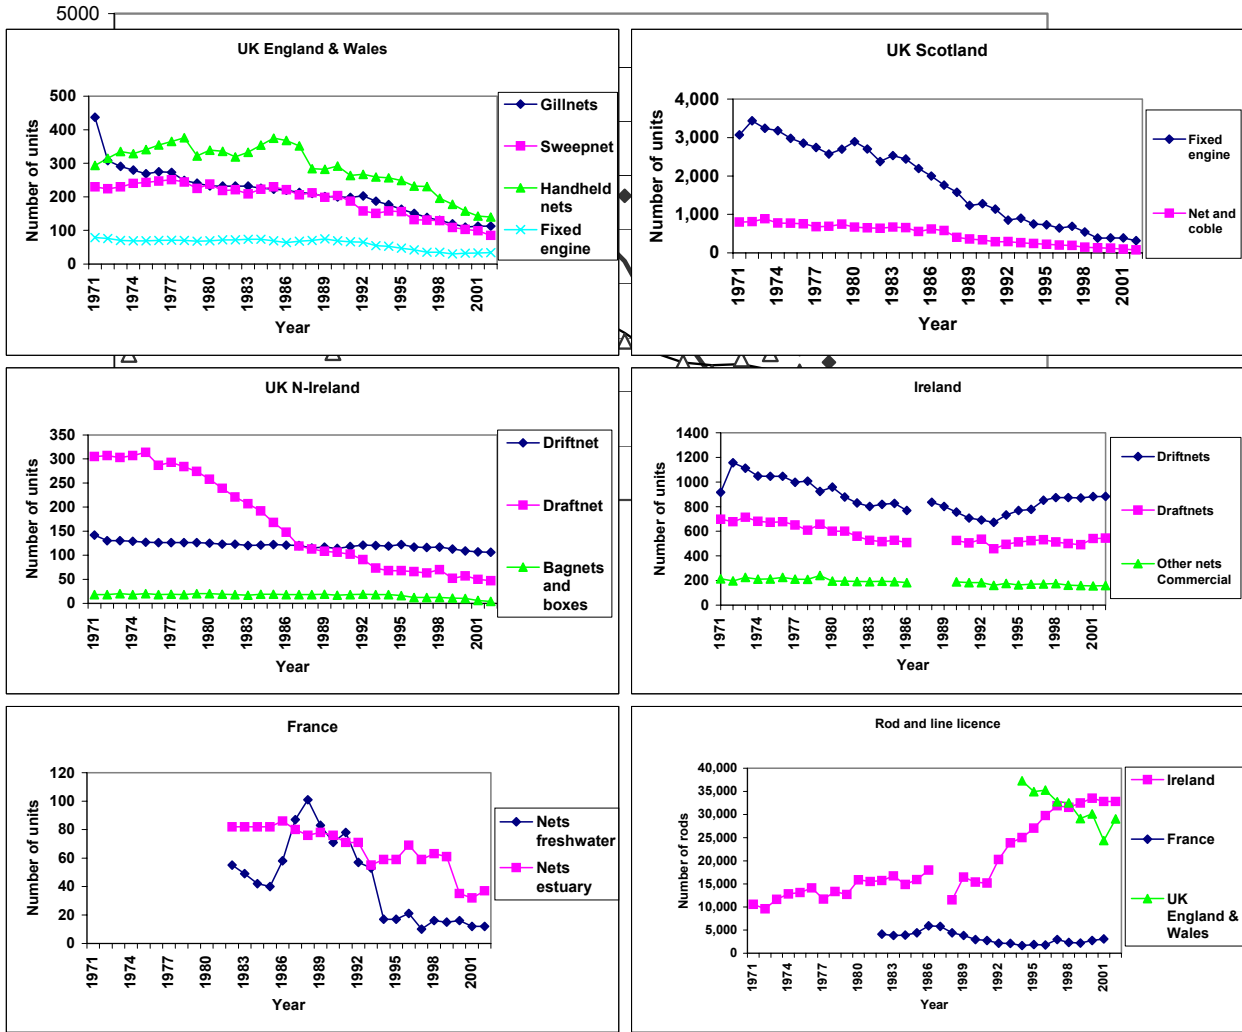 5000
UK England & Wales
Number of units
500
400
300
200
100
0
1971
1974
1977
1980
1983
1986
1989
1992
1995
1998
2001
Year
Gillnets
Sweepnet
Handheld
nets
Fixed
engine
UK Scotland
Number of units
4,000
3,000
2,000
1,000
0
1971
1974
1977
1980
1983
1986
1989
1992
1995
1998
2001
Year
Fixed
engine
Net and
coble
UK N-Ireland
Number of units
350
300
250
200
150
100
50
0
1971
1974
1977
1980
1983
1986
1989
1992
1995
1998
2001
Year
Driftnet
Draftnet
Bagnets
and
boxes
Ireland
Number of units
1400
1200
1000
800
600
400
200
0
1971
1974
1977
1980
1983
1986
1989
1992
1995
1998
2001
Year
Driftnets
Draftnets
Other nets
Commercial
France
Number of units
120
100
80
60
40
20
0
1971
1974
1977
1980
1983
1986
1989
1992
1995
1998
2001
Year
Nets
freshwater
Nets
estuary
Rod and line licence
Number of rods
40,000
35,000
30,000
25,000
20,000
15,000
10,000
5,000
0
1971
1974
1977
1980
1983
1986
1989
1992
1995
1998
2001
Year
Ireland
France
UK
England &
Wales